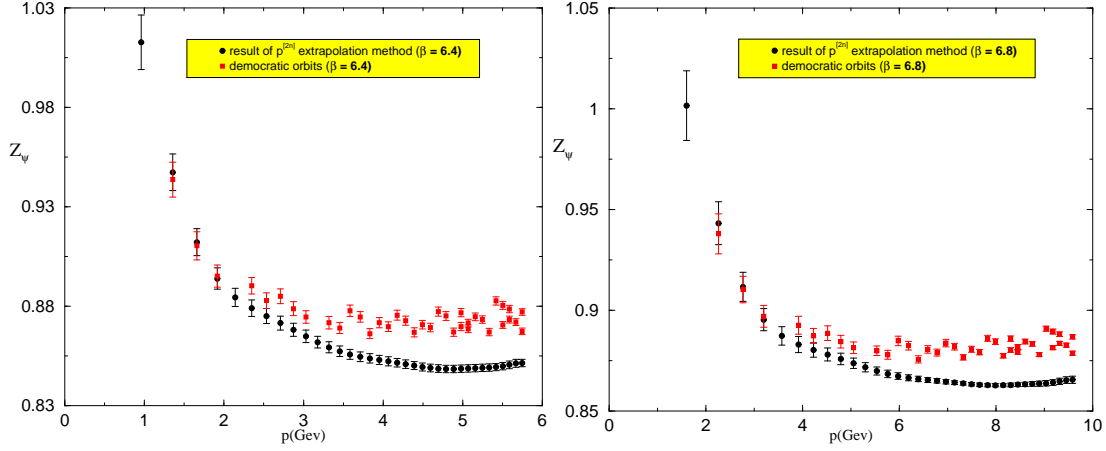 1.03
0.98
Z_ψ
0.93
0.88
0.83
result of p^[2n] extrapolation method (β = 6.4)
democratic orbits (β = 6.4)
0 1 2 3 4 5 6
p(Gev)
1.05
1
Z_ψ
0.95
0.9
0.85
result of p^[2n] extrapolation method (β = 6.8)
democratic orbits (β = 6.8)
0 2 4 6 8 10
p(Gev)